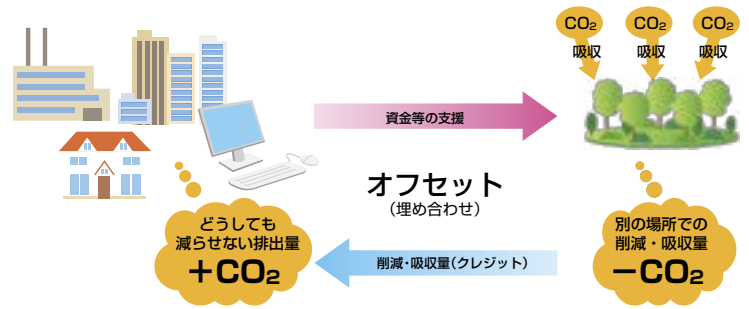 CO₂
CO₂
CO₂
吸収
吸収
吸収
資金等の支援
オフセット
（埋め合わせ）
どうしても
減らせない排出量
＋CO₂
削減・吸収量（クレジット）
別の場所での
削減・吸収量
－CO₂